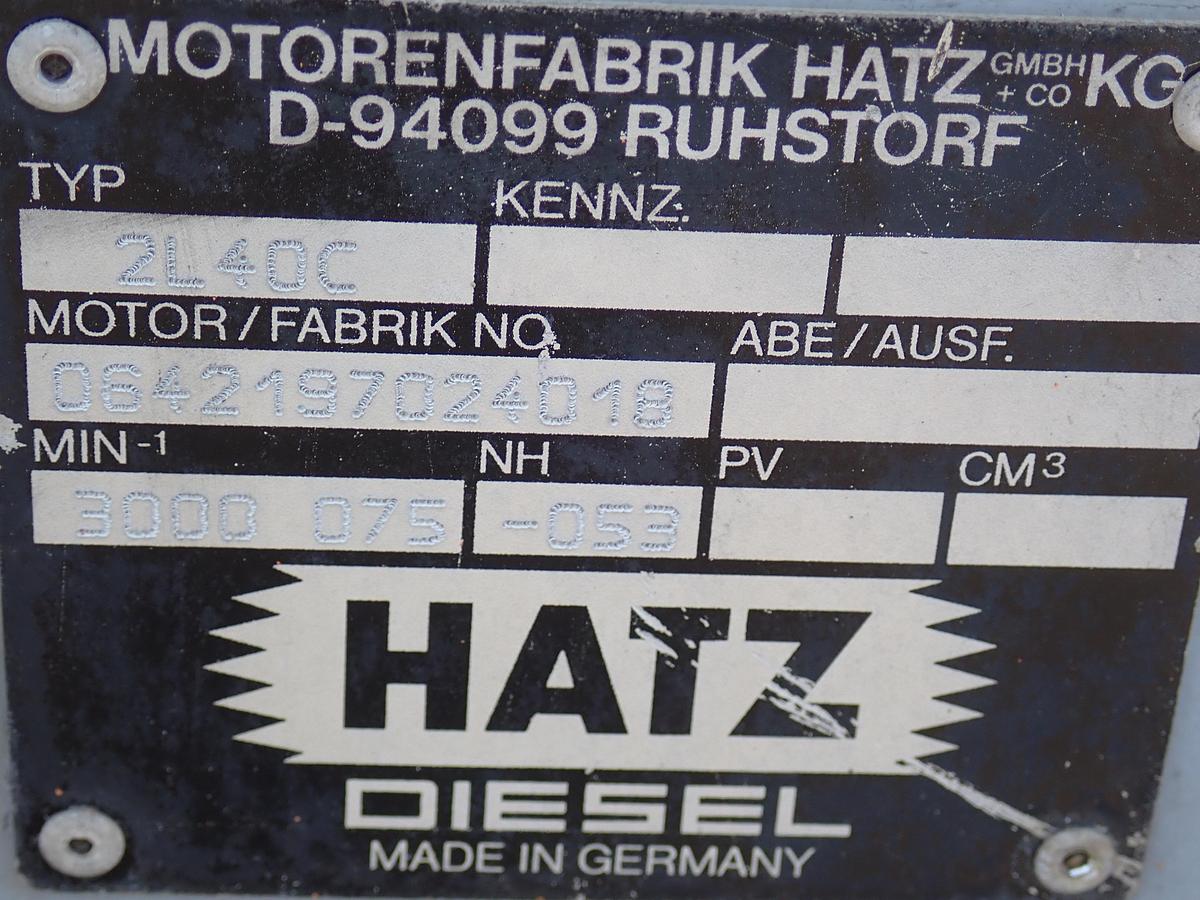 MOTORENFABRIK HATZ GMBH + CO KG
D-94099 RUHSTORF
TYP KENNZ.
2L40C
MOTOR/FABRIK NO. ABE/AUSF.
0642197024018
MIN-1 NH PV CM3
3000 075 -053
HATZ
DIESEL
MADE IN GERMANY